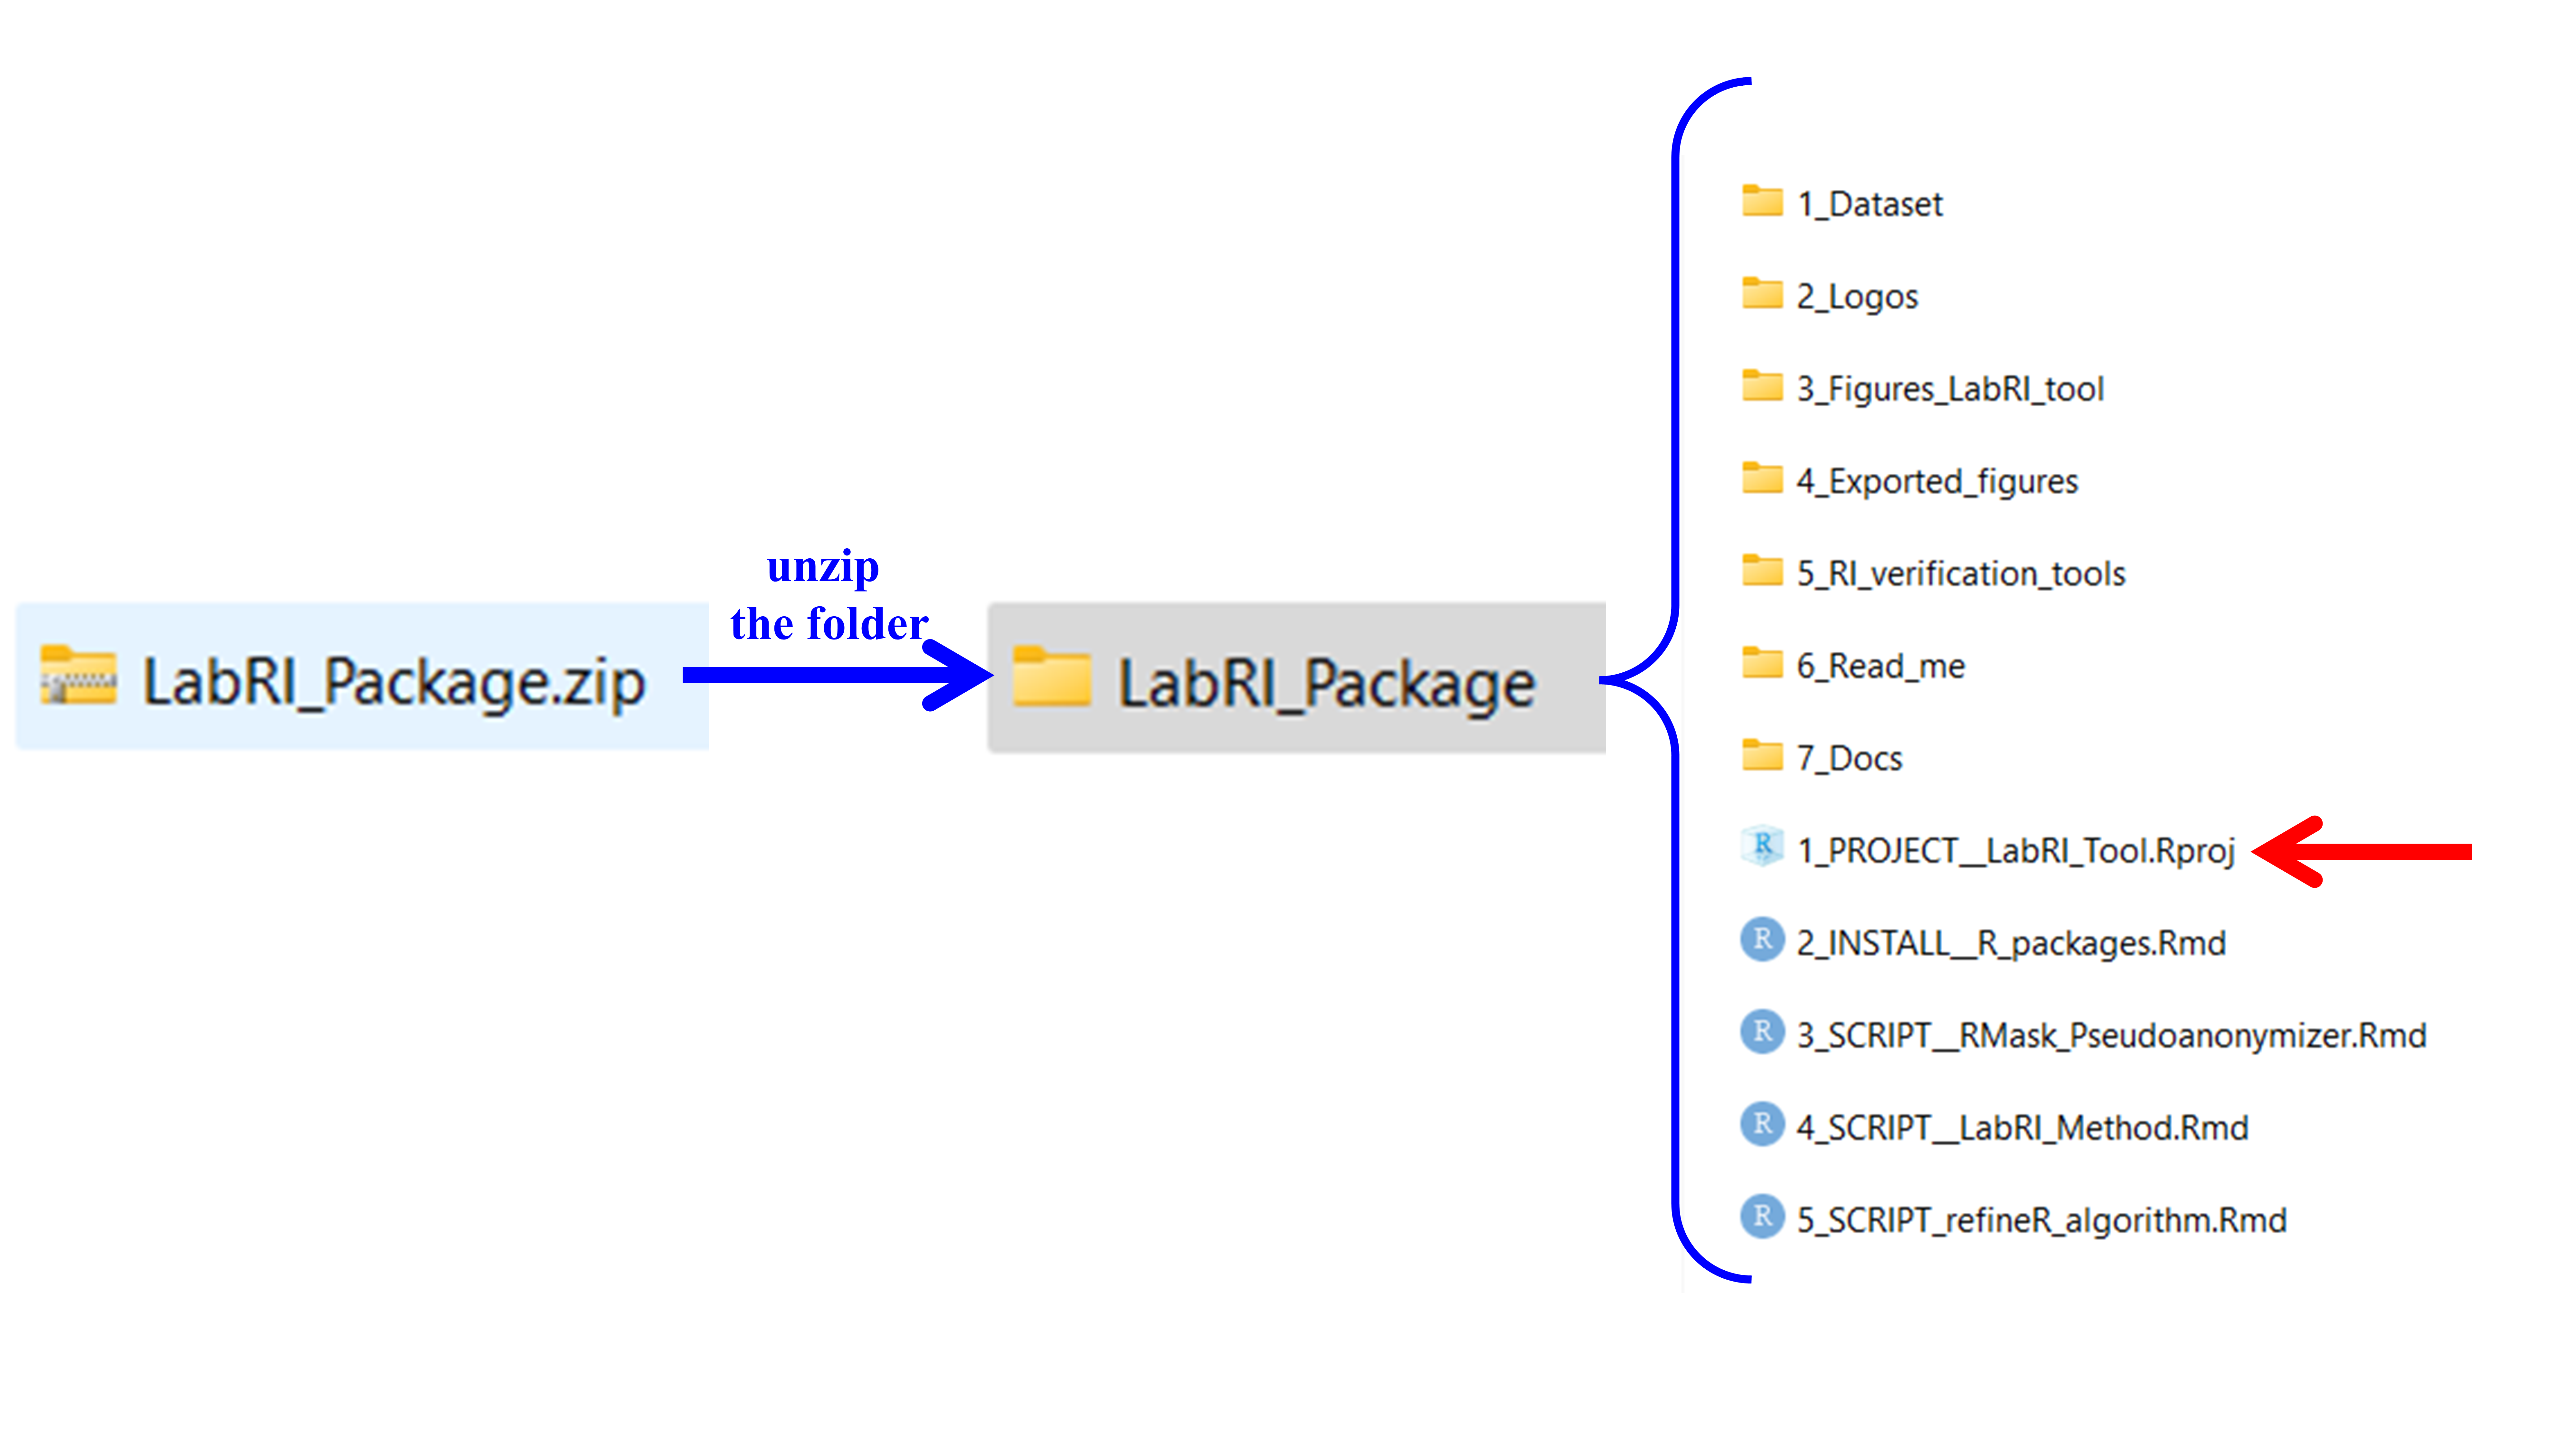 LabRI_Package.zip
unzip
the folder
LabRI_Package
1_Dataset
2_Logos
3_Figures_LabRI_tool
4_Exported_figures
5_RI_verification_tools
6_Read_me
7_Docs
1_PROJECT__LabRI_Tool.Rproj
2_INSTALL__R_packages.Rmd
3_SCRIPT__RMask_Pseudoanonymizer.Rmd
4_SCRIPT__LabRI_Method.Rmd
5_SCRIPT_refineR_algorithm.Rmd